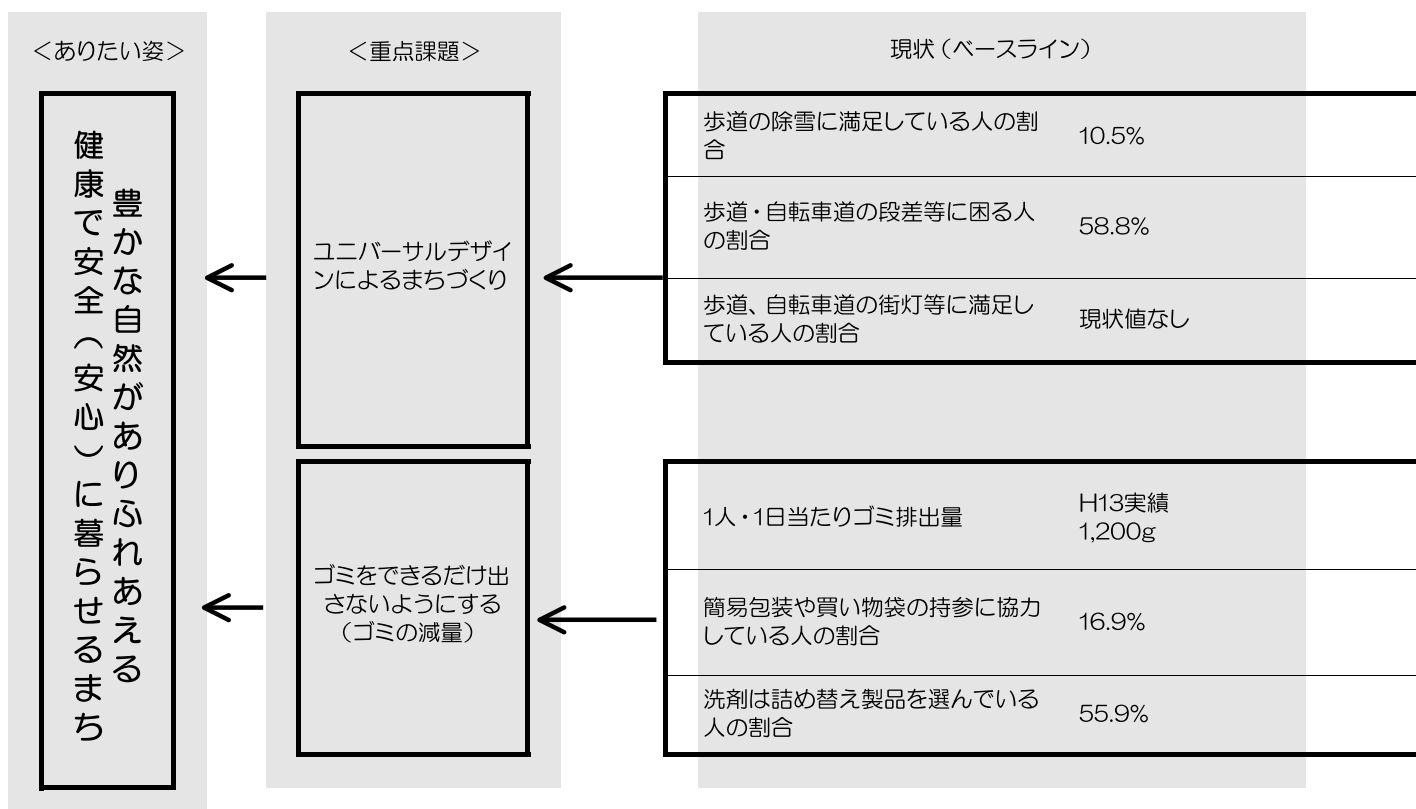 ＜ありたい姿＞
豊かな自然がありふれあえる
健康で安全（安心）に暮らせるまち
＜重点課題＞
ユニバーサルデザイ
ンによるまちづくり
ゴミをできるだけ出
さないようにする
（ゴミの減量）
現状（ベースライン）
歩道の除雪に満足している人の割
合
10.5%
歩道・自転車道の段差等に困る人
の割合
58.8%
歩道、自転車道の街灯等に満足し
ている人の割合
現状値なし
1人・1日当たりゴミ排出量
H13実績
1,200g
簡易包装や買い物袋の持参に協力
している人の割合
16.9%
洗剤は詰め替え製品を選んでいる
人の割合
55.9%